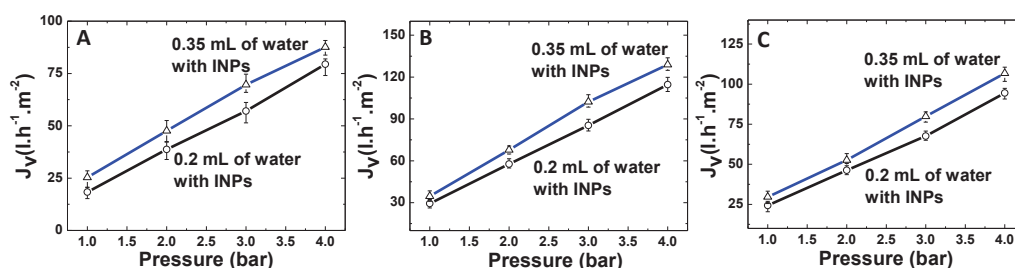 A
0.35 mL of water
with INPs
0.2 mL of water
with INPs
Jv(l.h-1.m-2)
100
75
50
25
0
1.0 1.5 2.0 2.5 3.0 3.5 4.0
Pressure (bar)
B
0.35 mL of water
with INPs
0.2 mL of water
with INPs
Jv(l.h-1.m-2)
150
120
90
60
30
1.0 1.5 2.0 2.5 3.0 3.5 4.0
Pressure (bar)
C
0.35 mL of water
with INPs
0.2 mL of water
with INPs
Jv(l.h-1.m-2)
125
100
75
50
25
1.0 1.5 2.0 2.5 3.0 3.5 4.0
Pressure (bar)